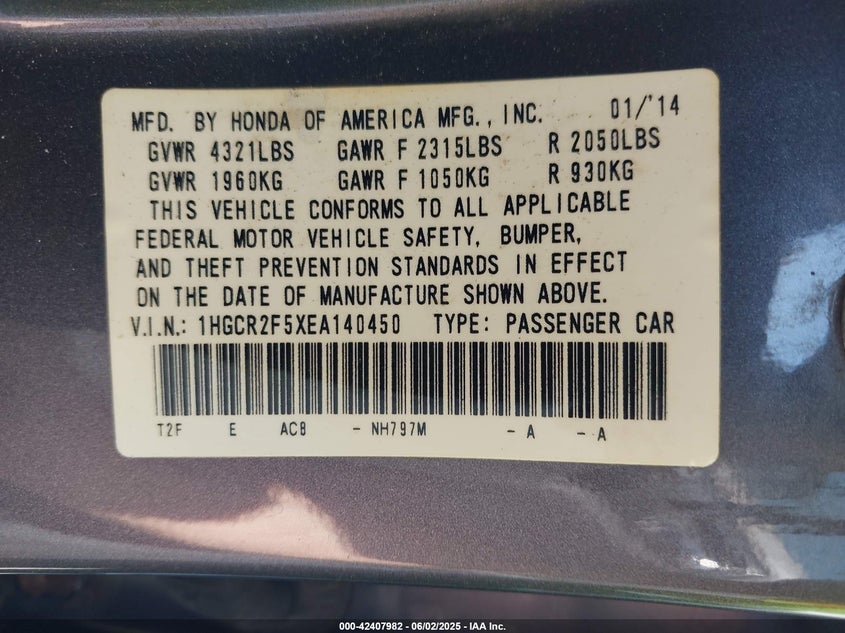 MFD. BY HONDA OF AMERICA MFG., INC. 01/'14
GVWR 4321LBS GAWR F 2315LBS R 2050LBS
GVWR 1960KG GAWR F 1050KG R 930KG
THIS VEHICLE CONFORMS TO ALL APPLICABLE
FEDERAL MOTOR VEHICLE SAFETY, BUMPER,
AND THEFT PREVENTION STANDARDS IN EFFECT
ON THE DATE OF MANUFACTURE SHOWN ABOVE.
V.I.N.: 1HGCR2F5XEA140450 TYPE: PASSENGER CAR
T2F E AC8 - NH797M - A - A
000-42407982 | 06/02/2025 - IAA Inc.